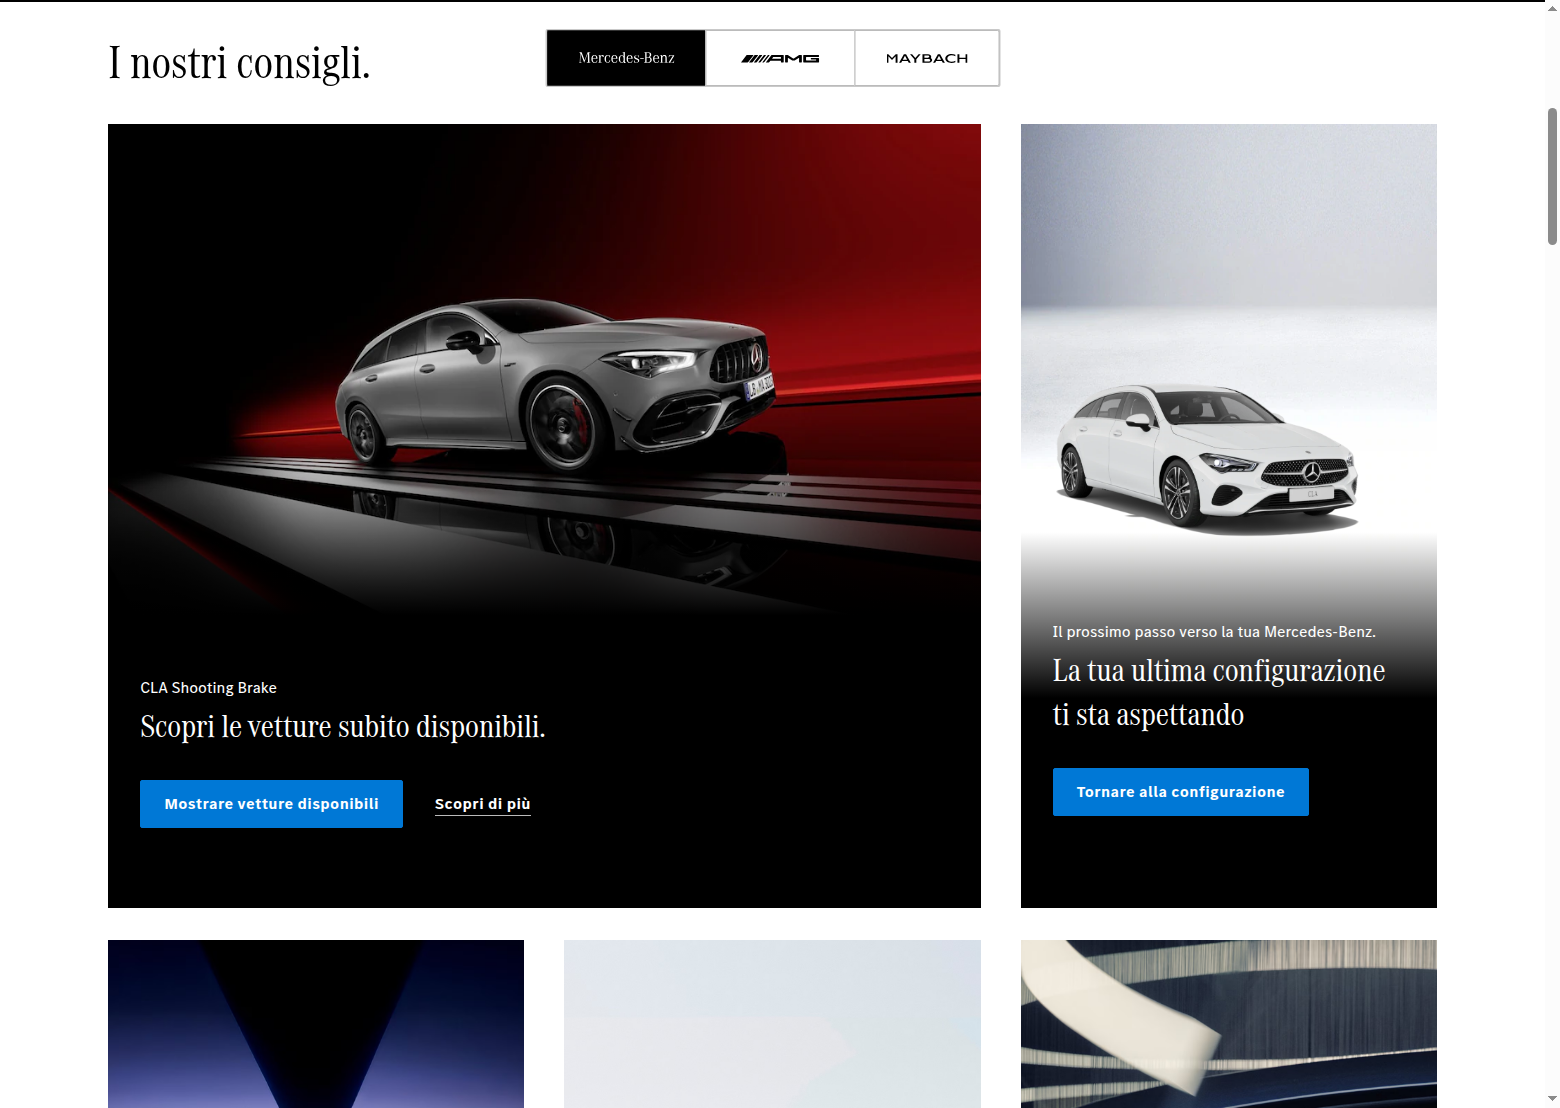 I nostri consigli.
Mercedes-Benz
AMG
MAYBACH
CLA Shooting Brake
Scopri le vetture subito disponibili.
Mostrare vetture disponibili
Scopri di più
CLA
Il prossimo passo verso la tua Mercedes-Benz.
La tua ultima configurazione
ti sta aspettando
Tornare alla configurazione